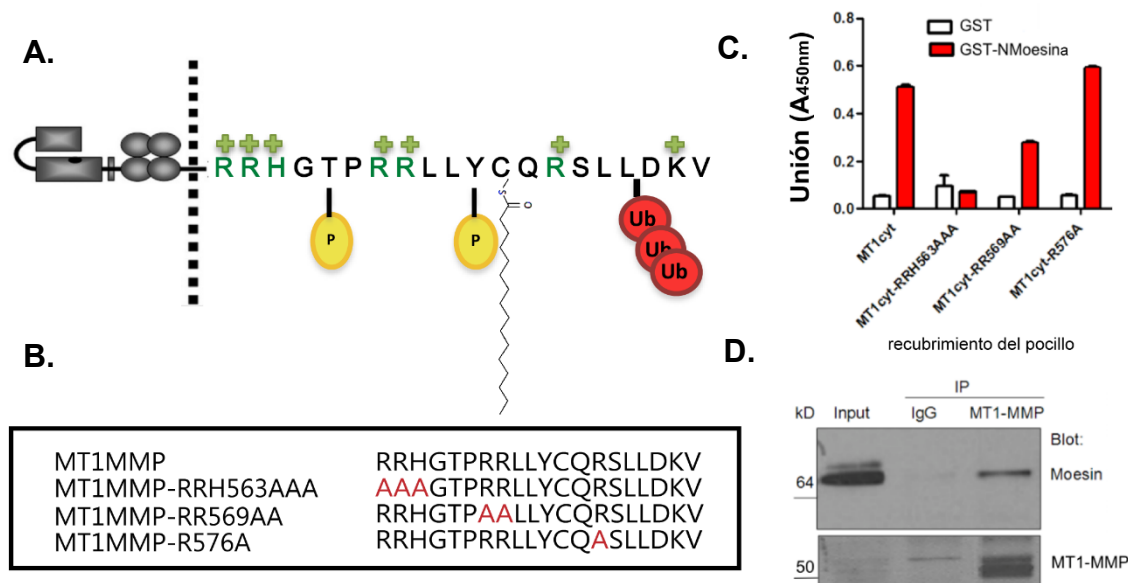 A.
+ + + + + + +
R R H G T P R R L L Y C Q R S L L D K V
P P
S
O
Ub
Ub
Ub
B.
MT1MMP RRHGTPRRLLYCQRSLLDKV
MT1MMP-RRH563AAA AAAGTPRRLLYCQRSLLDKV
MT1MMP-RR569AA RRHGTPAALLYCQRSLLDKV
MT1MMP-R576A RRHGTPRRLLYCQASLLDKV
C.
GST
GST-NMoesina
Unión (A450nm)
0.8
0.6
0.4
0.2
0.0
MT1cyt
MT1cyt-RRH563AAA
MT1cyt-RR569AA
MT1cyt-R576A
recubrimiento del pocillo
D.
IP
kD Input IgG MT1-MMP
Blot:
64 Moesin
50 MT1-MMP